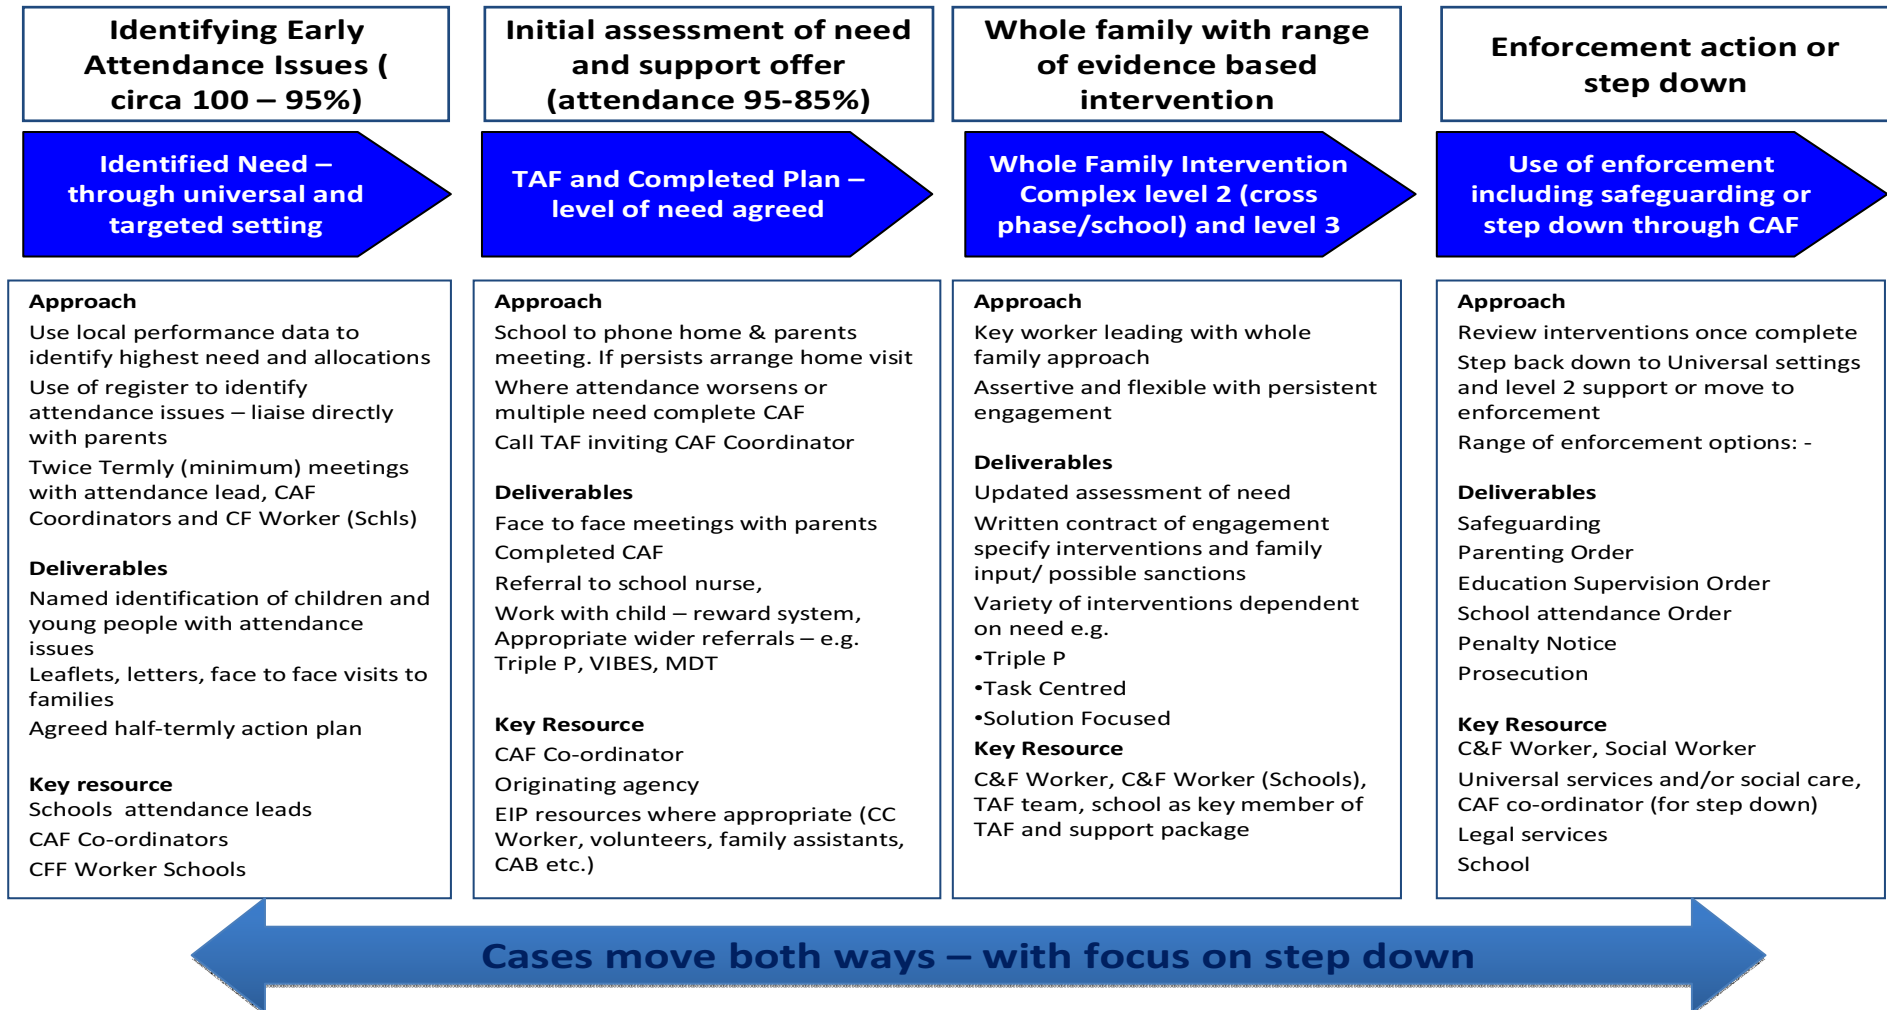 Identifying Early
Attendance Issues (
circa 100 – 95%)
Initial assessment of need
and support offer
(attendance 95-85%)
Whole family with range
of evidence based
intervention
Enforcement action or
step down
Identified Need –
through universal and
targeted setting
TAF and Completed Plan –
level of need agreed
Whole Family Intervention
Complex level 2 (cross
phase/school) and level 3
Use of enforcement
including safeguarding or
step down through CAF
Approach
Use local performance data to
identify highest need and allocations
Use of register to identify
attendance issues – liaise directly
with parents
Twice Termly (minimum) meetings
with attendance lead, CAF
Coordinators and CF Worker (Schls)
Deliverables
Named identification of children and
young people with attendance
issues
Leaflets, letters, face to face visits to
families
Agreed half-termly action plan
Key resource
Schools  attendance leads
CAF Co-ordinators
CFF Worker Schools
Approach
School to phone home & parents
meeting. If persists arrange home visit
Where attendance worsens or
multiple need complete CAF
Call TAF inviting CAF Coordinator
Deliverables
Face to face meetings with parents
Completed CAF
Referral to school nurse,
Work with child – reward system,
Appropriate wider referrals – e.g.
Triple P, VIBES, MDT
Key Resource
CAF Co-ordinator
Originating agency
EIP resources where appropriate (CC
Worker, volunteers, family assistants,
CAB etc.)
Approach
Key worker leading with whole
family approach
Assertive and flexible with persistent
engagement
Deliverables
Updated assessment of need
Written contract of engagement
specify interventions and family
input/ possible sanctions
Variety of interventions dependent
on need e.g.
•Triple P
•Task Centred
•Solution Focused
Key Resource
C&F Worker, C&F Worker (Schools),
TAF team, school as key member of
TAF and support package
Approach
Review interventions once complete
Step back down to Universal settings
and level 2 support or move to
enforcement
Range of enforcement options: -
Deliverables
Safeguarding
Parenting Order
Education Supervision Order
School attendance Order
Penalty Notice
Prosecution
Key Resource
C&F Worker, Social Worker
Universal services and/or social care,
CAF co-ordinator (for step down)
Legal services
School
Cases move both ways – with focus on step down